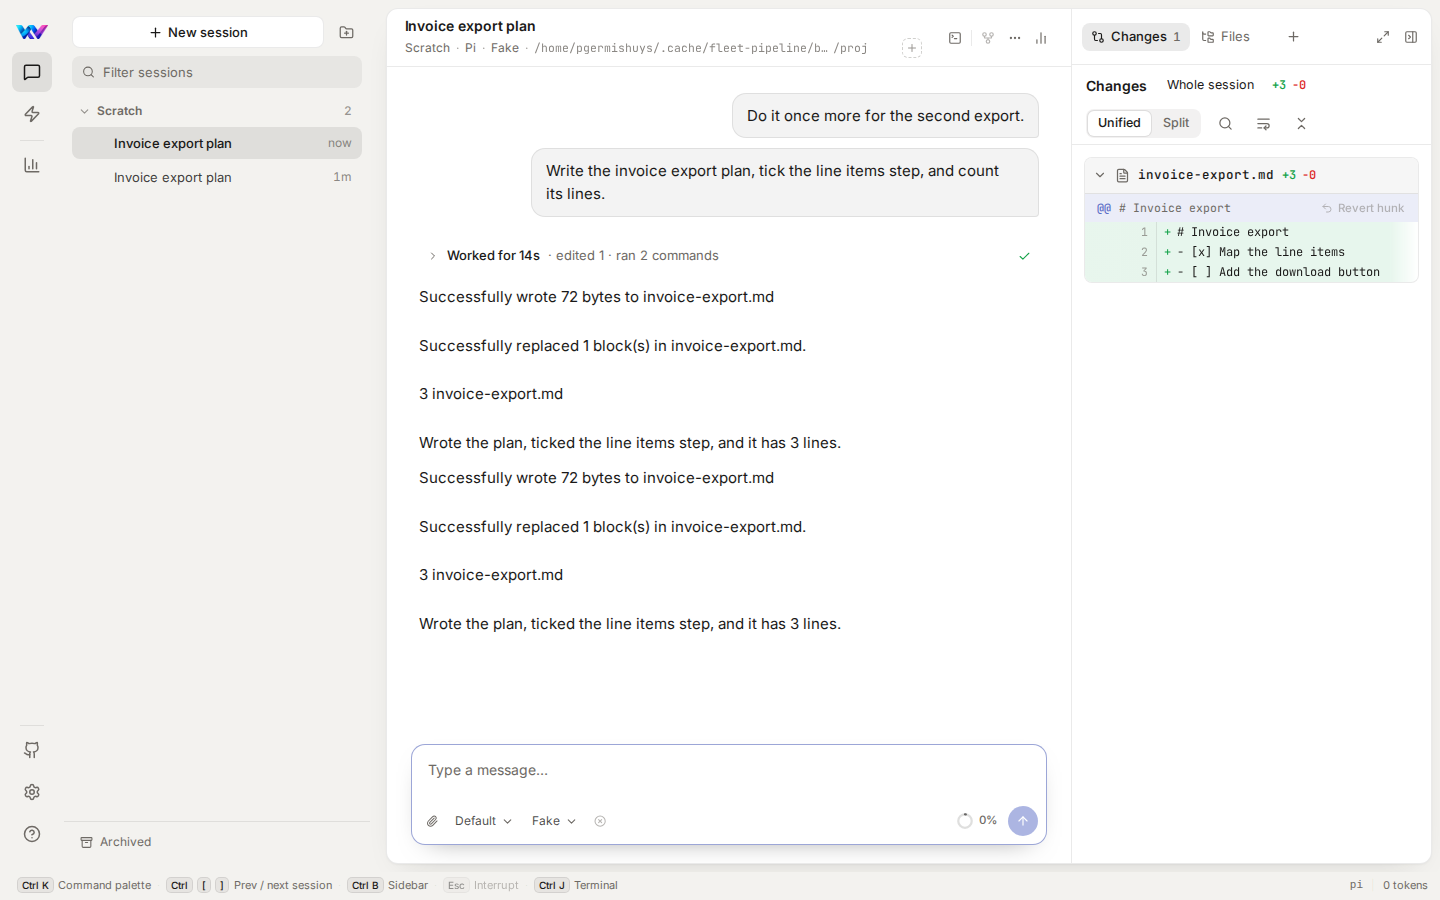 New session
Filter sessions
Scratch 2
Invoice export plan now
Invoice export plan 1m
Archived
Invoice export plan
Scratch · Pi · Fake · /home/pgermishuys/.cache/fleet-pipeline/b… /proj
Do it once more for the second export.
Write the invoice export plan, tick the line items step, and count
its lines.
Worked for 14s · edited 1 · ran 2 commands
Successfully wrote 72 bytes to invoice-export.md
Successfully replaced 1 block(s) in invoice-export.md.
3 invoice-export.md
Wrote the plan, ticked the line items step, and it has 3 lines.
Successfully wrote 72 bytes to invoice-export.md
Successfully replaced 1 block(s) in invoice-export.md.
3 invoice-export.md
Wrote the plan, ticked the line items step, and it has 3 lines.
Type a message...
Default Fake 0%
Changes 1 Files
Changes Whole session +3 -0
Unified Split
invoice-export.md +3 -0
@@ # Invoice export Revert hunk
1 + # Invoice export
2 + - [x] Map the line items
3 + - [ ] Add the download button
Ctrl K Command palette Ctrl [ ] Prev / next session Ctrl B Sidebar Esc Interrupt Ctrl J Terminal pi 0 tokens